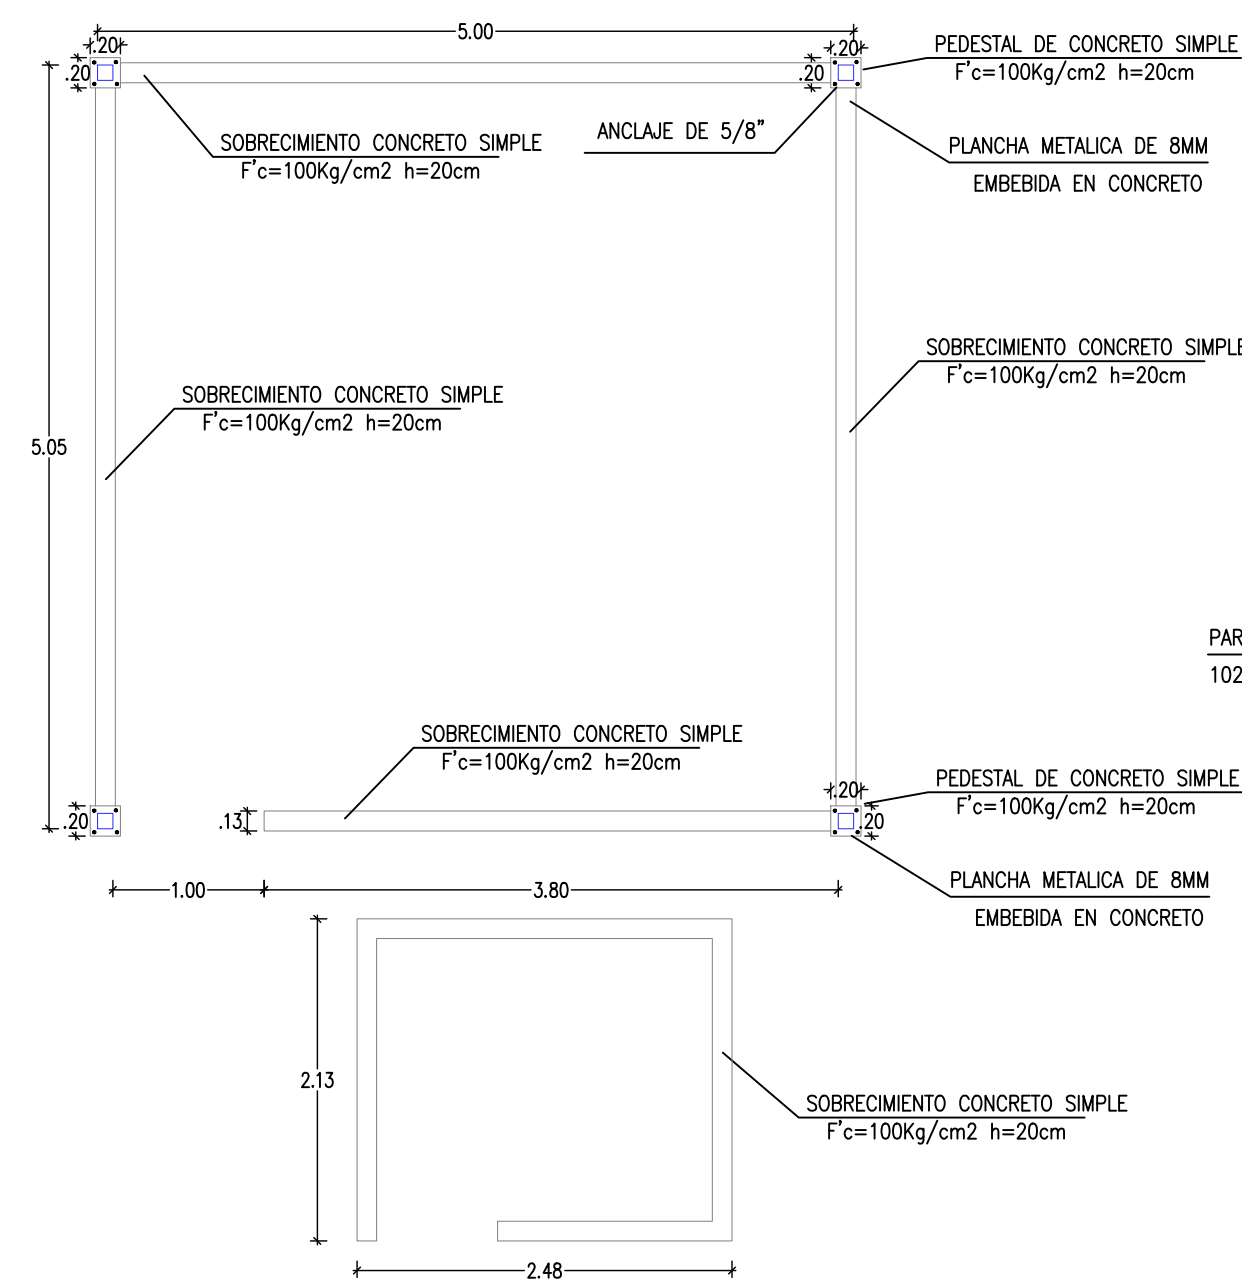 5.00
.20
.20
PEDESTAL DE CONCRETO SIMPLE
F'c=100Kg/cm2 h=20cm
.20
.20
SOBRECIMIENTO CONCRETO SIMPLE
F'c=100Kg/cm2 h=20cm
ANCLAJE DE 5/8"
PLANCHA METALICA DE 8MM
EMBEBIDA EN CONCRETO
SOBRECIMIENTO CONCRETO SIMPLE
F'c=100Kg/cm2 h=20cm
SOBRECIMIENTO CONCRETO SIMPLE
F'c=100Kg/cm2 h=20cm
5.05
PAR
102
SOBRECIMIENTO CONCRETO SIMPLE
F'c=100Kg/cm2 h=20cm
PEDESTAL DE CONCRETO SIMPLE
F'c=100Kg/cm2 h=20cm
.20
.20
.13
.20
PLANCHA METALICA DE 8MM
EMBEBIDA EN CONCRETO
1.00
3.80
2.13
SOBRECIMIENTO CONCRETO SIMPLE
F'c=100Kg/cm2 h=20cm
2.48